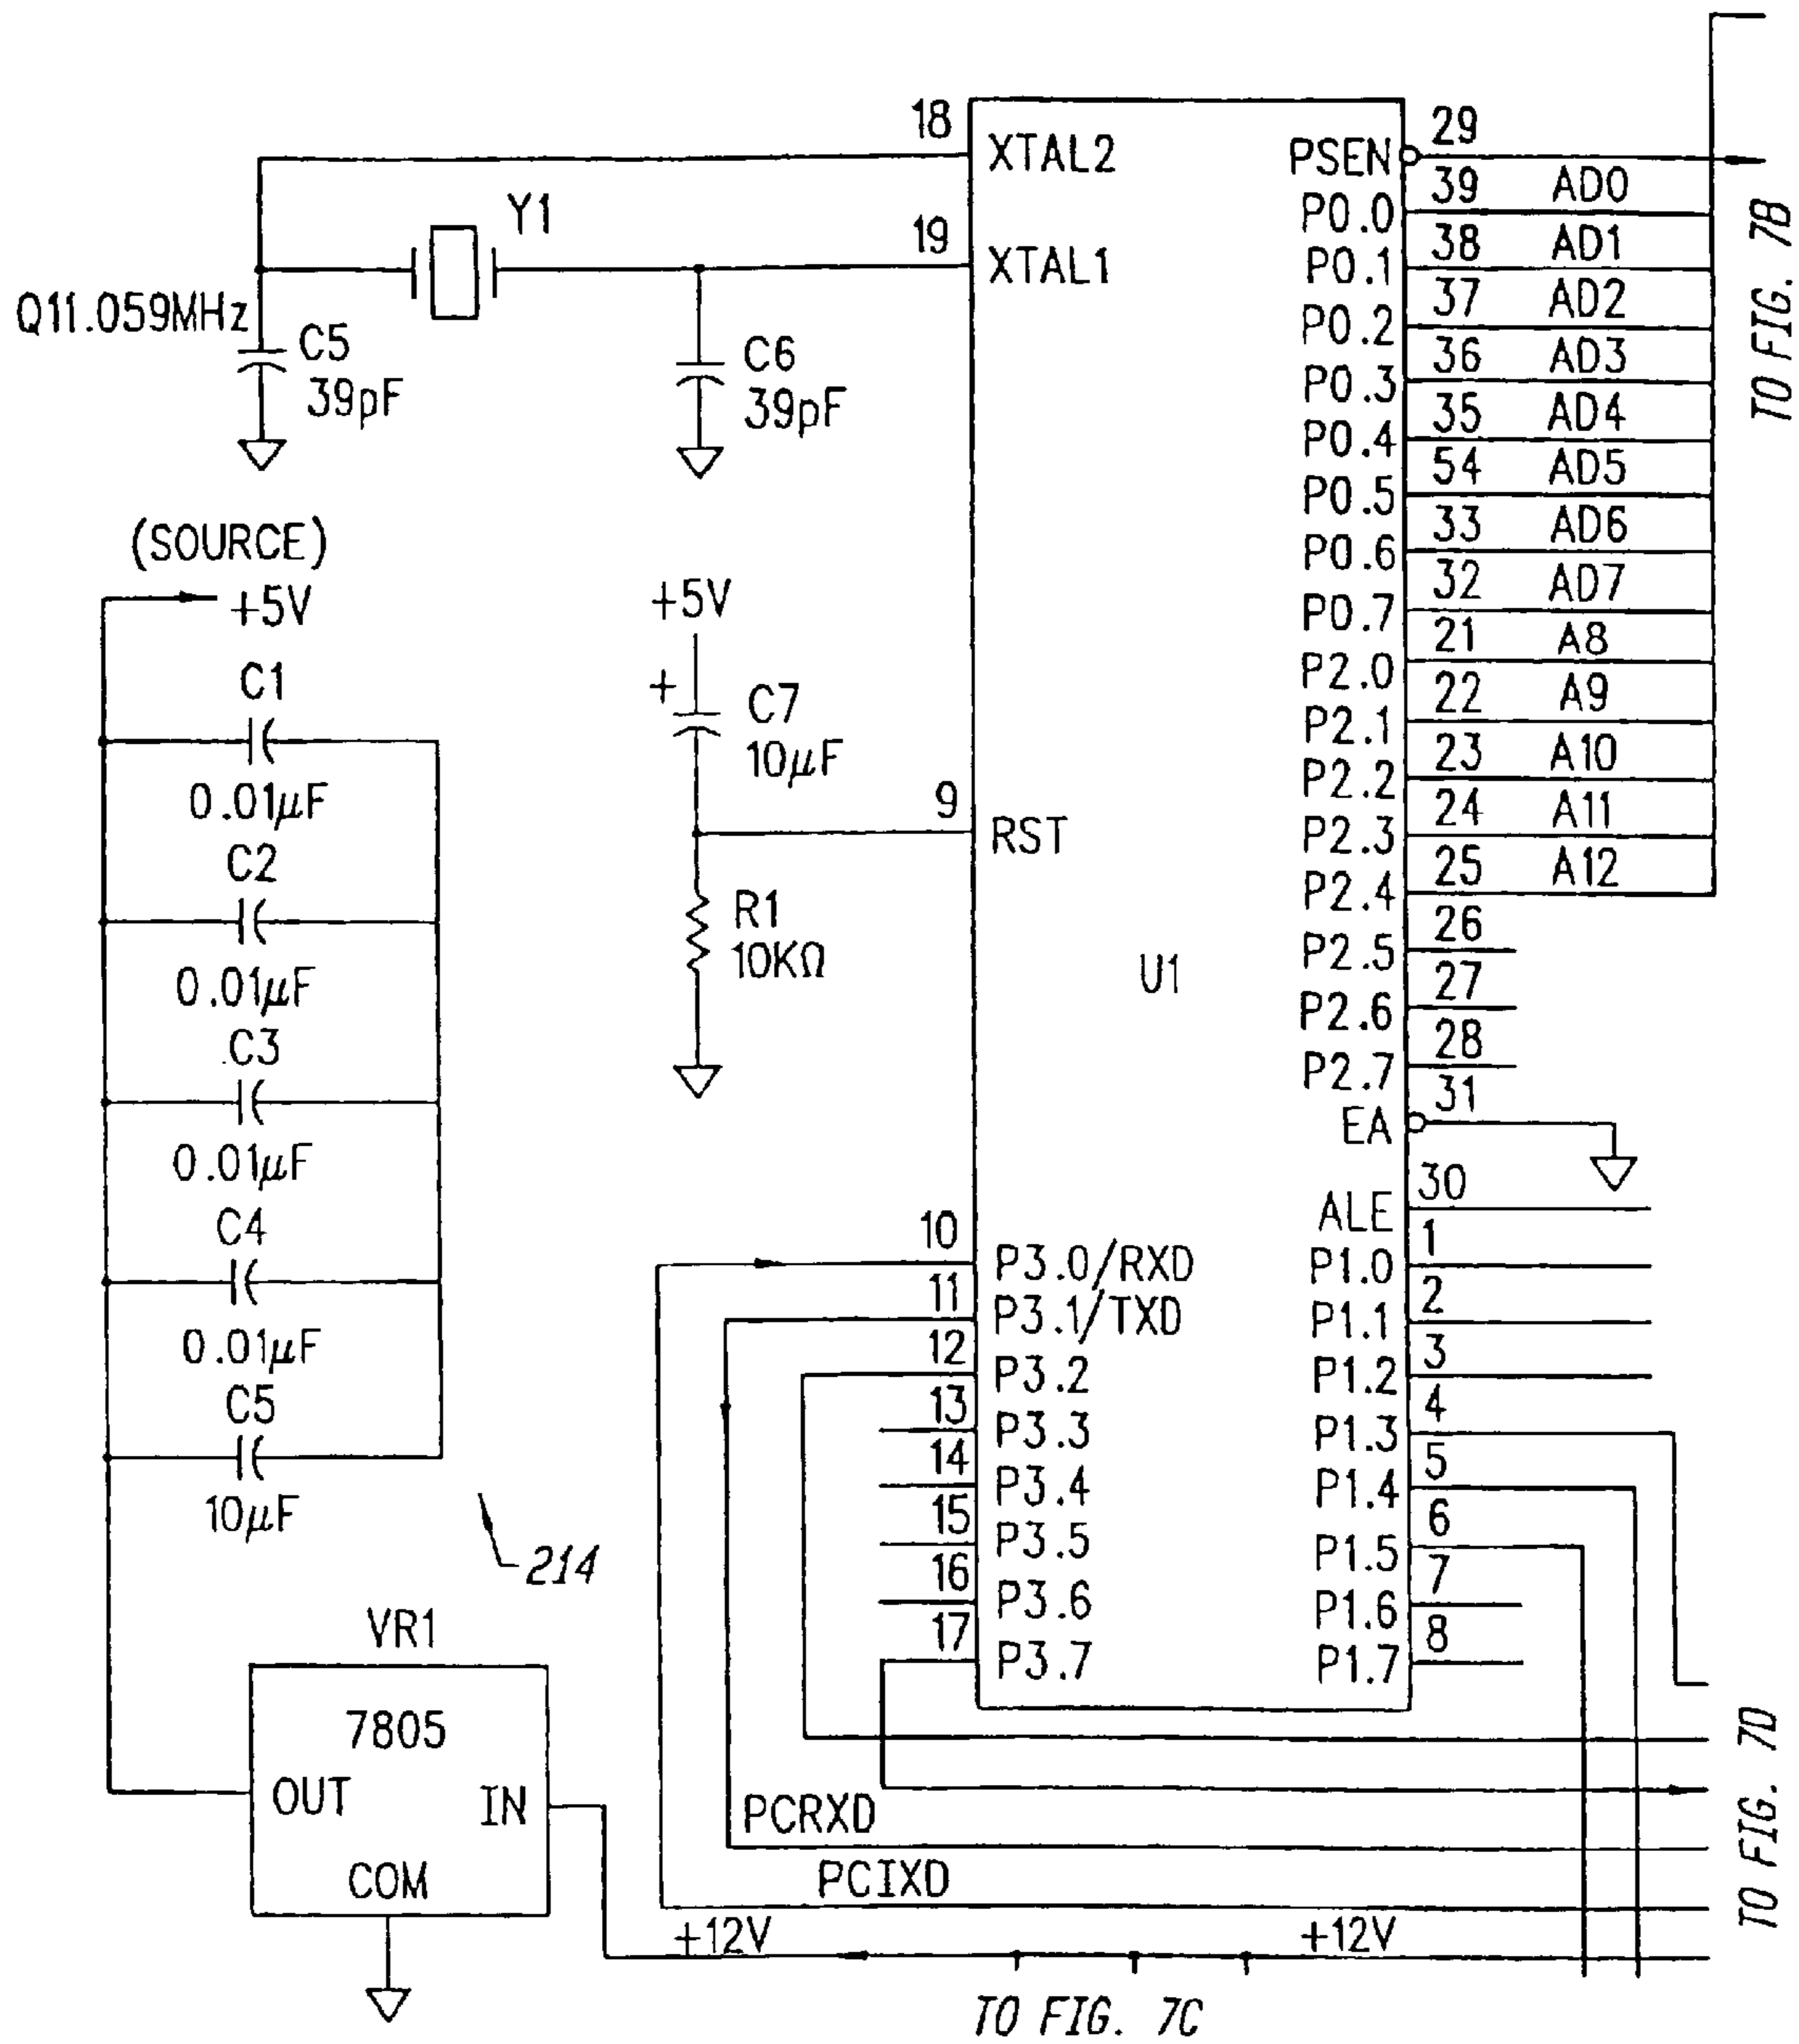 18
XTAL2
PSEN
29
39
AD0
P0.0
Y1
19
XTAL1
38
AD1
P0.1
Q11.059MHz
37
AD2
P0.2
C5
39pF
C6
39pF
36
AD3
P0.3
35
AD4
P0.4
54
AD5
P0.5
33
AD6
P0.6
32
AD7
P0.7
21
A8
P2.0
22
A9
P2.1
23
A10
P2.2
24
A11
P2.3
25
A12
P2.4
26
P2.5
27
P2.6
28
P2.7
31
EA
30
ALE
1
P1.0
2
P1.1
3
P1.2
4
P1.3
5
P1.4
6
P1.5
7
P1.6
8
P1.7
TO FIG. 7B
(SOURCE)
+5V
C1
0.01µF
C2
0.01µF
C3
0.01µF
C4
0.01µF
C5
10µF
214
+5V
+
C7
10µF
9
RST
R1
10KΩ
U1
10
P3.0/RXD
11
P3.1/TXD
12
P3.2
13
P3.3
14
P3.4
15
P3.5
16
P3.6
17
P3.7
VR1
7805
OUT
IN
COM
PCRXD
PCIXD
+12V
+12V
TO FIG. 7D
TO FIG. 7C